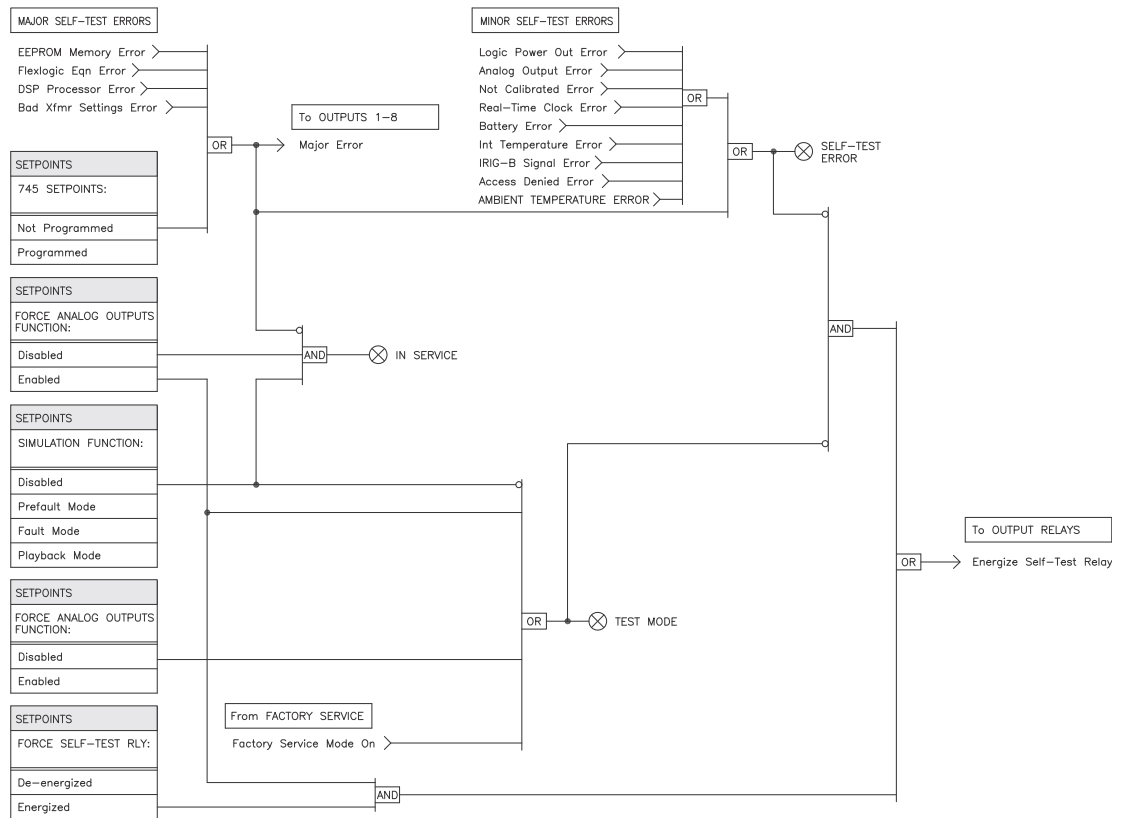 MAJOR SELF-TEST ERRORS
EEPROM Memory Error
Flexlogic Eqn Error
DSP Processor Error
Bad Xfmr Settings Error
OR
To OUTPUTS 1-8
Major Error
MINOR SELF-TEST ERRORS
Logic Power Out Error
Analog Output Error
Not Calibrated Error
Real-Time Clock Error
Battery Error
Int Temperature Error
IRIG-B Signal Error
Access Denied Error
AMBIENT TEMPERATURE ERROR
OR
OR
SELF-TEST
ERROR
SETPOINTS
745 SETPOINTS:
Not Programmed
Programmed
SETPOINTS
FORCE ANALOG OUTPUTS
FUNCTION:
Disabled
Enabled
AND
IN SERVICE
AND
SETPOINTS
SIMULATION FUNCTION:
Disabled
Prefault Mode
Fault Mode
Playback Mode
To OUTPUT RELAYS
OR
Energize Self-Test Relay
SETPOINTS
FORCE ANALOG OUTPUTS
FUNCTION:
Disabled
Enabled
OR
TEST MODE
From FACTORY SERVICE
Factory Service Mode On
SETPOINTS
FORCE SELF-TEST RLY:
De-energized
Energized
AND